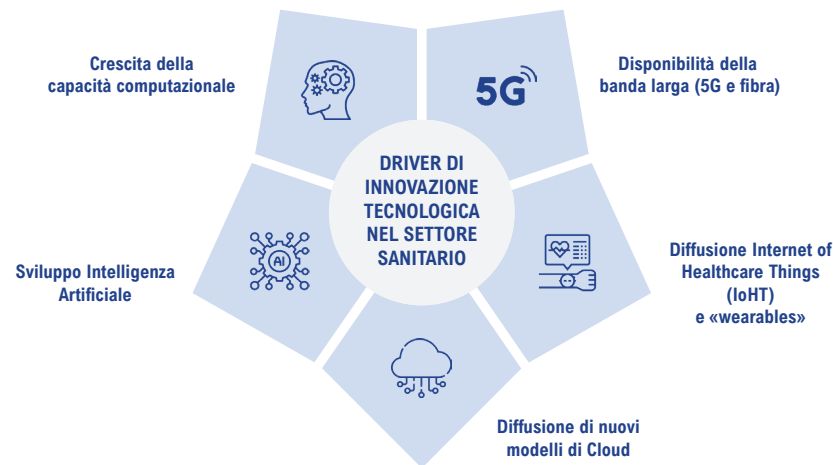 Crescita della
capacità computazionale
5G
Disponibilità della
banda larga (5G e fibra)
DRIVER DI
INNOVAZIONE
TECNOLOGICA
NEL SETTORE
SANITARIO
Sviluppo Intelligenza
Artificiale
AI
Diffusione Internet of
Healthcare Things
(IoHT)
e «wearables»
Diffusione di nuovi
modelli di Cloud